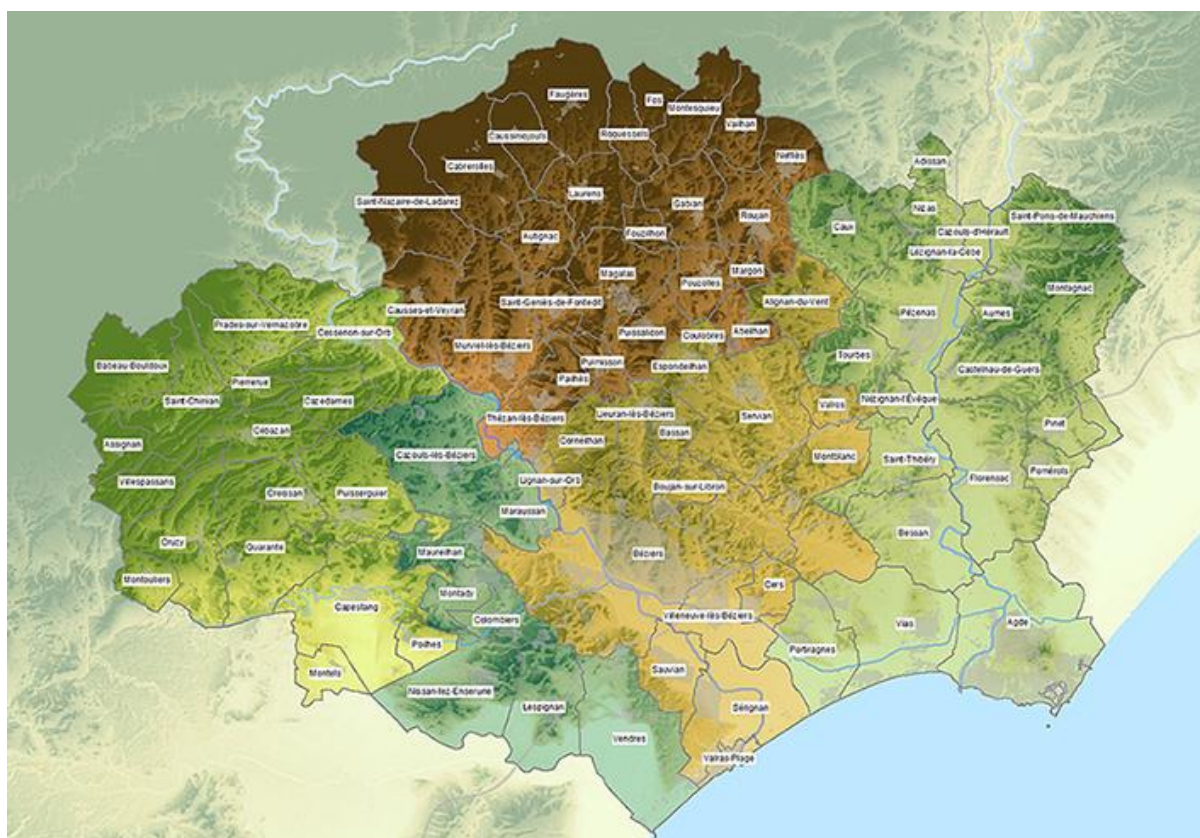 Faugères
Fos
Montesquieu
Vailhan
Roquessels
Caussiniojouls
Neffiès
Cabrerolles
Adissan
Laurens
Saint-Nazaire-de-Ladarez
Gabian
Nizas
Roujan
Saint-Pons-de-Mauchiens
Caux
Cazouls-d'Hérault
Autignac
Fouzilhon
Lézignan-la-Cèbe
Magalas
Margon
Pouzolles
Montagnac
Alignan-du-Vent
Saint-Geniès-de-Fontedit
Causses-et-Veyran
Pézenas
Aumes
Prades-sur-Vernazobre
Cessenon-sur-Orb
Puissalicon
Coulobres
Abeilhan
Murviel-lès-Béziers
Tourbes
Puimisson
Babeau-Bouldoux
Espondeilhan
Castelnau-de-Guers
Pailhès
Pierrerue
Saint-Chinian
Cazedarnes
Nézignan-l'Évêque
Valros
Lieuran-lès-Béziers
Servian
Thézan-lès-Béziers
Pinet
Cébazan
Bassan
Corneilhan
Assignan
Cazouls-lès-Béziers
Montblanc
Saint-Thibéry
Pomérols
Villespassans
Lignan-sur-Orb
Florensac
Boujan-sur-Libron
Creissan
Puisserguier
Maraussan
Bessan
Cruzy
Quarante
Maureilhan
Béziers
Montouliers
Cers
Montady
Capestang
Villeneuve-lès-Béziers
Colombiers
Vias
Agde
Poilhes
Portiragnes
Montels
Sauvian
Nissan-lez-Enserune
Lespignan
Sérignan
Vendres
Valras-Plage